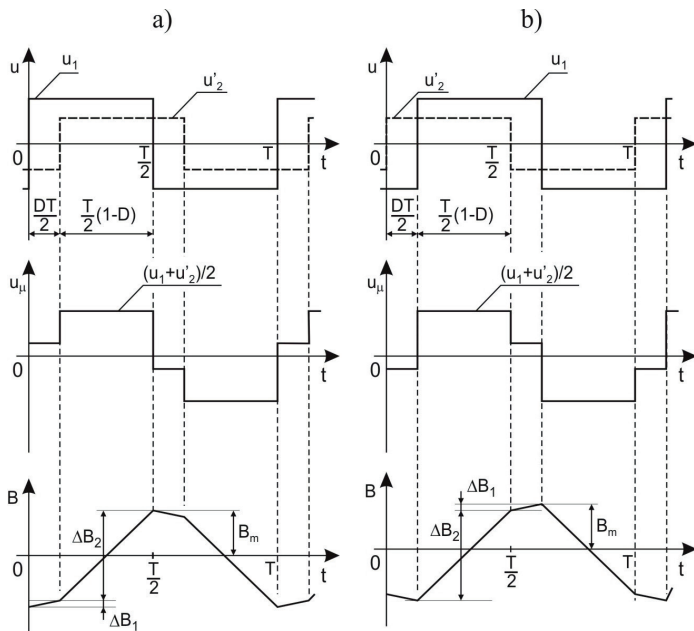 a)
u
u₁
u'₂
0
T/2
T
t
DT/2
T/2(1-D)
uμ
(u₁+u'₂)/2
0
t
B
ΔB₂
Bₘ
0
T/2
T
t
ΔB₁
b)
u
u'₂
u₁
0
T/2
T
t
DT/2
T/2(1-D)
uμ
(u₁+u'₂)/2
0
t
B
ΔB₁
ΔB₂
Bₘ
0
T/2
T
t